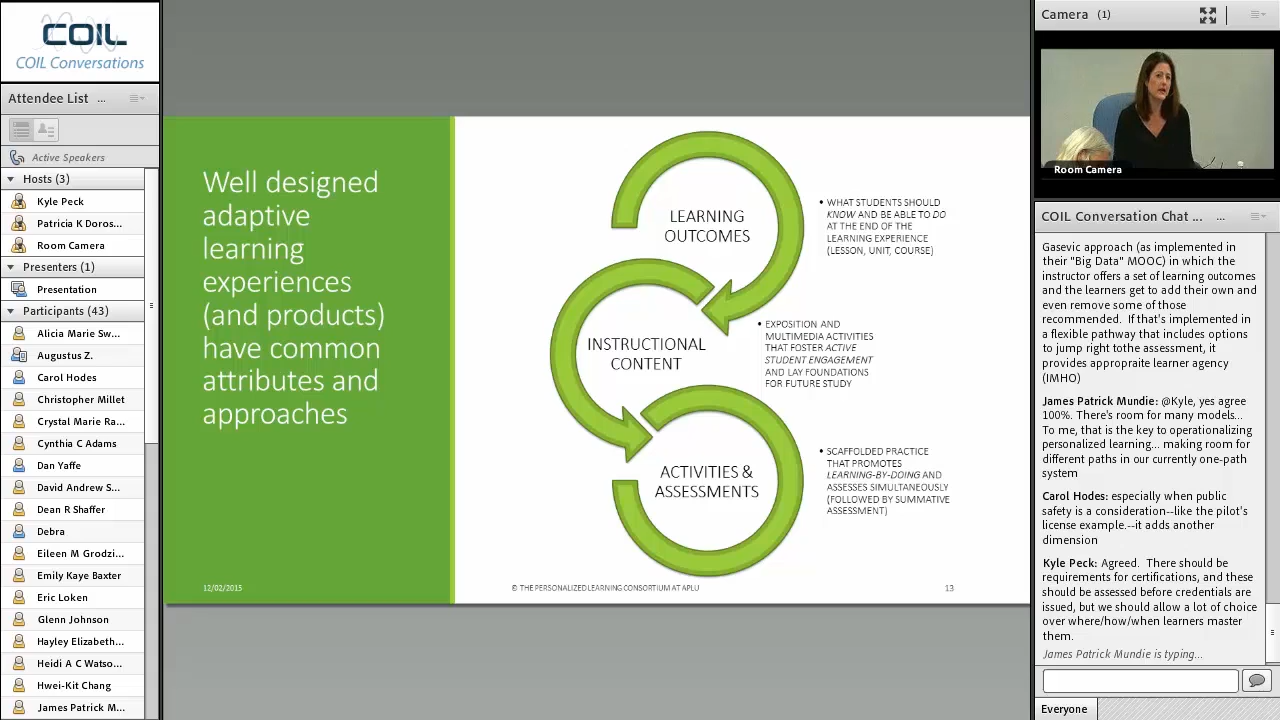 COIL
COIL Conversations
Attendee List ...
Active Speakers
Hosts (3)
Kyle Peck
Patricia K Doros...
Room Camera
Presenters (1)
Presentation
Participants (43)
Alicia Marie Sw...
Augustus Z.
Carol Hodes
Christopher Millet
Crystal Marie Ra...
Cynthia C Adams
Dan Yaffe
David Andrew S...
Dean R Shaffer
Debra
Eileen M Grodzi...
Emily Kaye Baxter
Eric Loken
Glenn Johnson
Hayley Elizabeth...
Heidi A C Watso...
Hwei-Kit Chang
James Patrick M...
Well designed
adaptive
learning
experiences
(and products)
have common
attributes and
approaches
12/02/2015
LEARNING
OUTCOMES
• WHAT STUDENTS SHOULD
KNOW AND BE ABLE TO DO
AT THE END OF THE
LEARNING EXPERIENCE
(LESSON, UNIT, COURSE)
INSTRUCTIONAL
CONTENT
• EXPOSITION AND
MULTIMEDIA ACTIVITIES
THAT FOSTER ACTIVE
STUDENT ENGAGEMENT
AND LAY FOUNDATIONS
FOR FUTURE STUDY
ACTIVITIES &
ASSESSMENTS
• SCAFFOLDED PRACTICE
THAT PROMOTES
LEARNING-BY-DOING AND
ASSESSES SIMULTANEOUSLY
(FOLLOWED BY SUMMATIVE
ASSESSMENT)
© THE PERSONALIZED LEARNING CONSORTIUM AT APLU
13
Camera (1)
Room Camera
COIL Conversation Chat ... ...
Gasevic approach (as implemented in
their "Big Data" MOOC) in which the
instructor offers a set of learning outcomes
and the learners get to add their own and
even remove some of those
recommended. If that's implemented in
a flexible pathway that includes options
to jump right tothe assessment, it
provides appropraite learner agency
(IMHO)
James Patrick Mundie: @Kyle, yes agree
100%. There's room for many models...
To me, that is the key to operationalizing
personalized learning... making room for
different paths in our currently one-path
system
Carol Hodes: especially when public
safety is a consideration--like the pilot's
license example.--it adds another
dimension
Kyle Peck: Agreed. There should be
requirements for certifications, and these
should be assessed before credentials are
issued, but we should allow a lot of choice
over where/how/when learners master
them.
James Patrick Mundie is typing...
Everyone